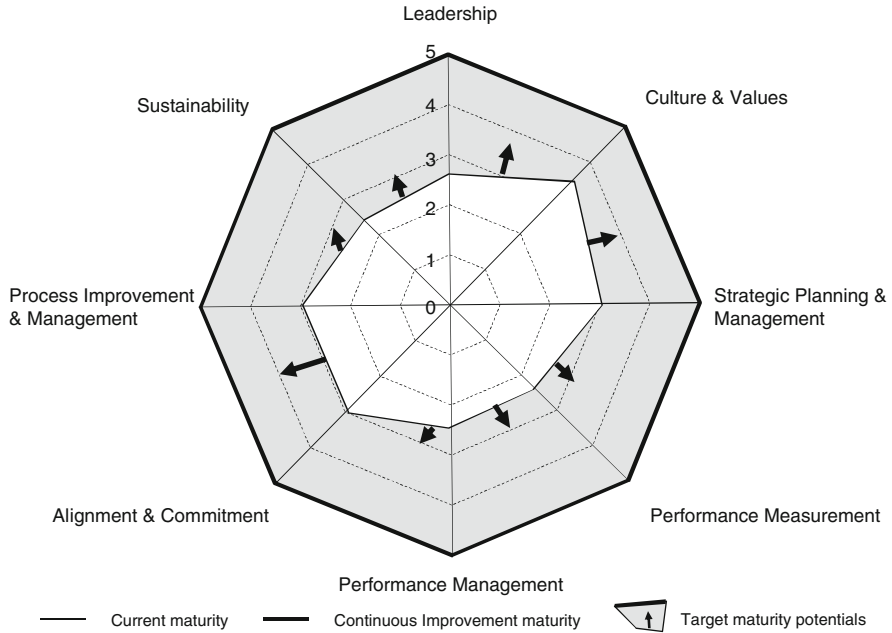 Leadership
5
Sustainability
Culture & Values
4
3
2
1
0
Process Improvement
& Management
Strategic Planning &
Management
Alignment & Commitment
Performance Measurement
Performance Management
Current maturity
Continuous Improvement maturity
Target maturity potentials